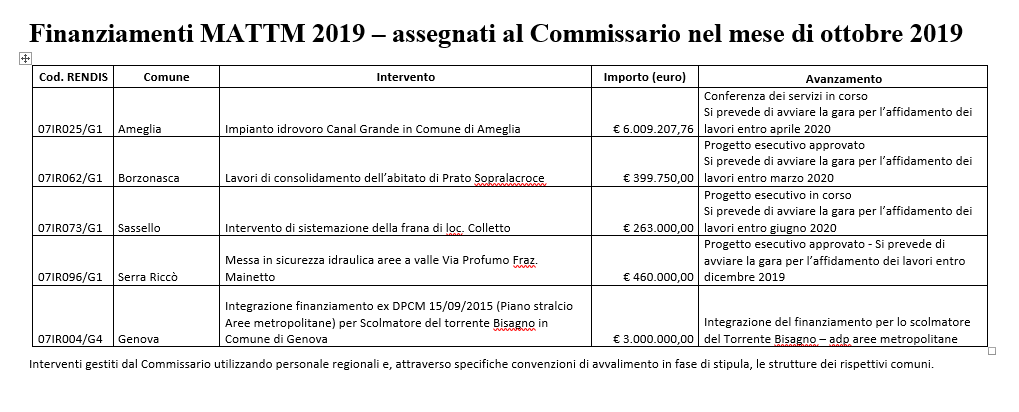 Finanziamenti MATTM 2019 – assegnati al Commissario nel mese di ottobre 2019
Cod. RENDIS Comune Intervento Importo (euro) Avanzamento
Conferenza dei servizi in corso
Si prevede di avviare la gara per l'affidamento dei
07IR025/G1 Ameglia Impianto idrovoro Canal Grande in Comune di Ameglia € 6.009.207,76 lavori entro aprile 2020
Progetto esecutivo approvato
Si prevede di avviare la gara per l'affidamento dei
07IR062/G1 Borzonasca Lavori di consolidamento dell'abitato di Prato Sopralacroce € 399.750,00 lavori entro marzo 2020
Progetto esecutivo in corso
Si prevede di avviare la gara per l'affidamento dei
07IR073/G1 Sassello Intervento di sistemazione della frana di loc. Colletto € 263.000,00 lavori entro giugno 2020
Progetto esecutivo approvato - Si prevede di
Messa in sicurezza idraulica aree a valle Via Profumo Fraz. avviare la gara per l'affidamento dei lavori entro
07IR096/G1 Serra Riccò Mainetto € 460.000,00 dicembre 2019
Integrazione finanziamento ex DPCM 15/09/2015 (Piano stralcio
Aree metropolitane) per Scolmatore del torrente Bisagno in Integrazione del finanziamento per lo scolmatore
07IR004/G4 Genova Comune di Genova € 3.000.000,00 del Torrente Bisagno – adp aree metropolitane
Interventi gestiti dal Commissario utilizzando personale regionali e, attraverso specifiche convenzioni di avvalimento in fase di stipula, le strutture dei rispettivi comuni.